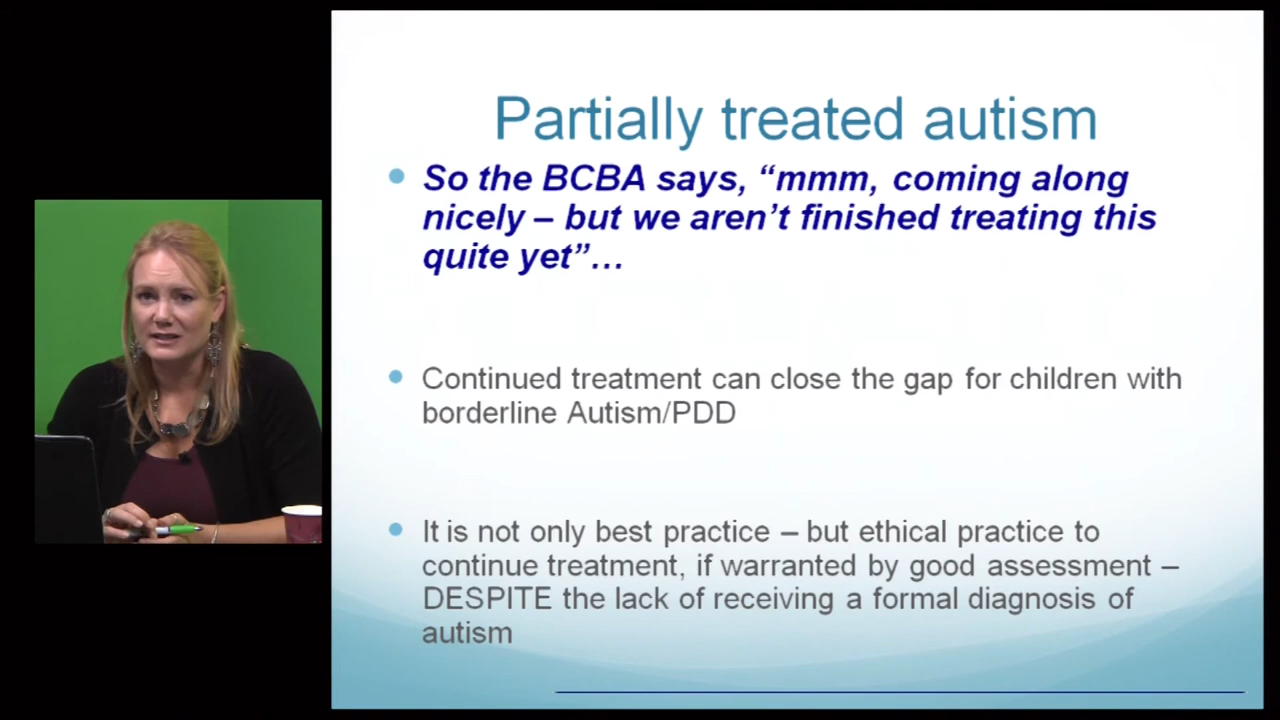 Partially treated autism
So the BCBA says, “mmm, coming along
nicely – but we aren’t finished treating this
quite yet”…
Continued treatment can close the gap for children with
borderline Autism/PDD
It is not only best practice – but ethical practice to
continue treatment, if warranted by good assessment –
DESPITE the lack of receiving a formal diagnosis of
autism